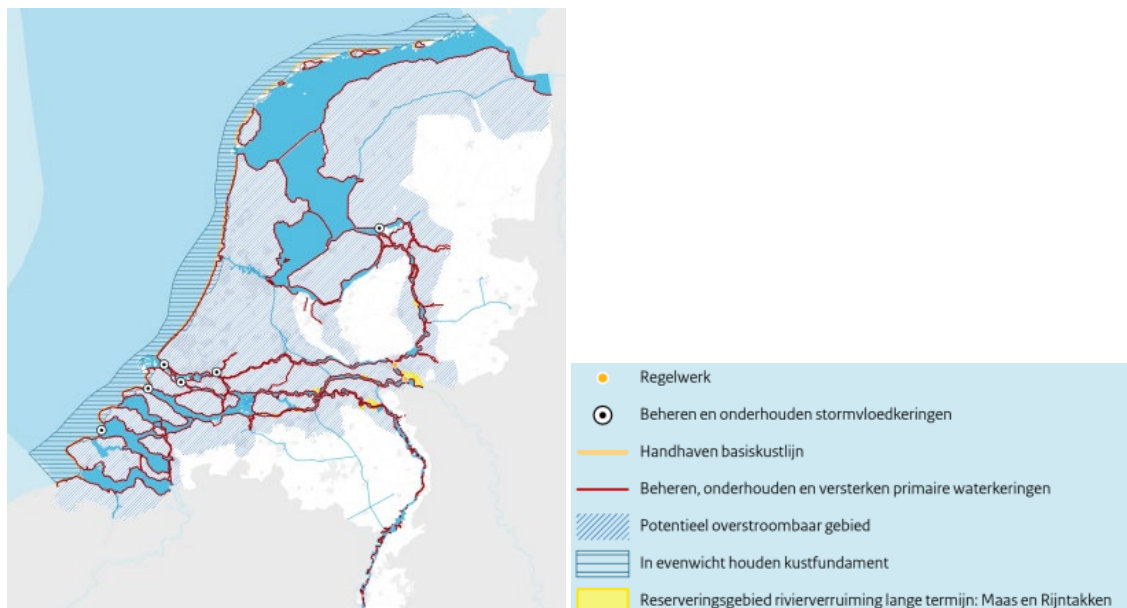 Regelwerk
Beheren en onderhouden stormvloedkeringen
Handhaven basiskustlijn
Beheren, onderhouden en versterken primaire waterkeringen
Potentieel overstroombaar gebied
In evenwicht houden kustfundament
Reserveringsgebied rivierverruiming lange termijn: Maas en Rijntakken